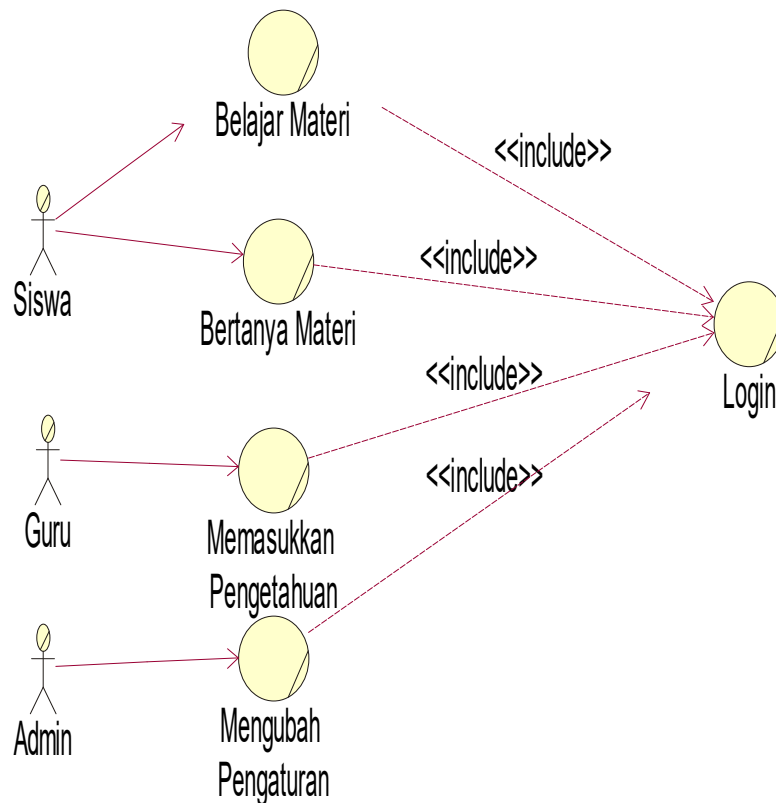 Belajar Materi
<<include>>
Siswa
Bertanya Materi
<<include>>
Login
<<include>>
Guru
Memasukkan
Pengetahuan
<<include>>
Admin
Mengubah
Pengaturan